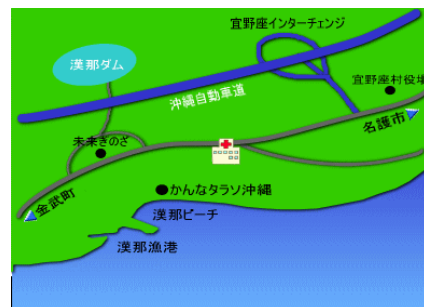 宜野座インターチェンジ
漢那ダム
宜野座村役場
沖縄自動車道
名護市
未来ぎのざ
かんなタラソ沖縄
金武町
漢那ビーチ
漢那漁港